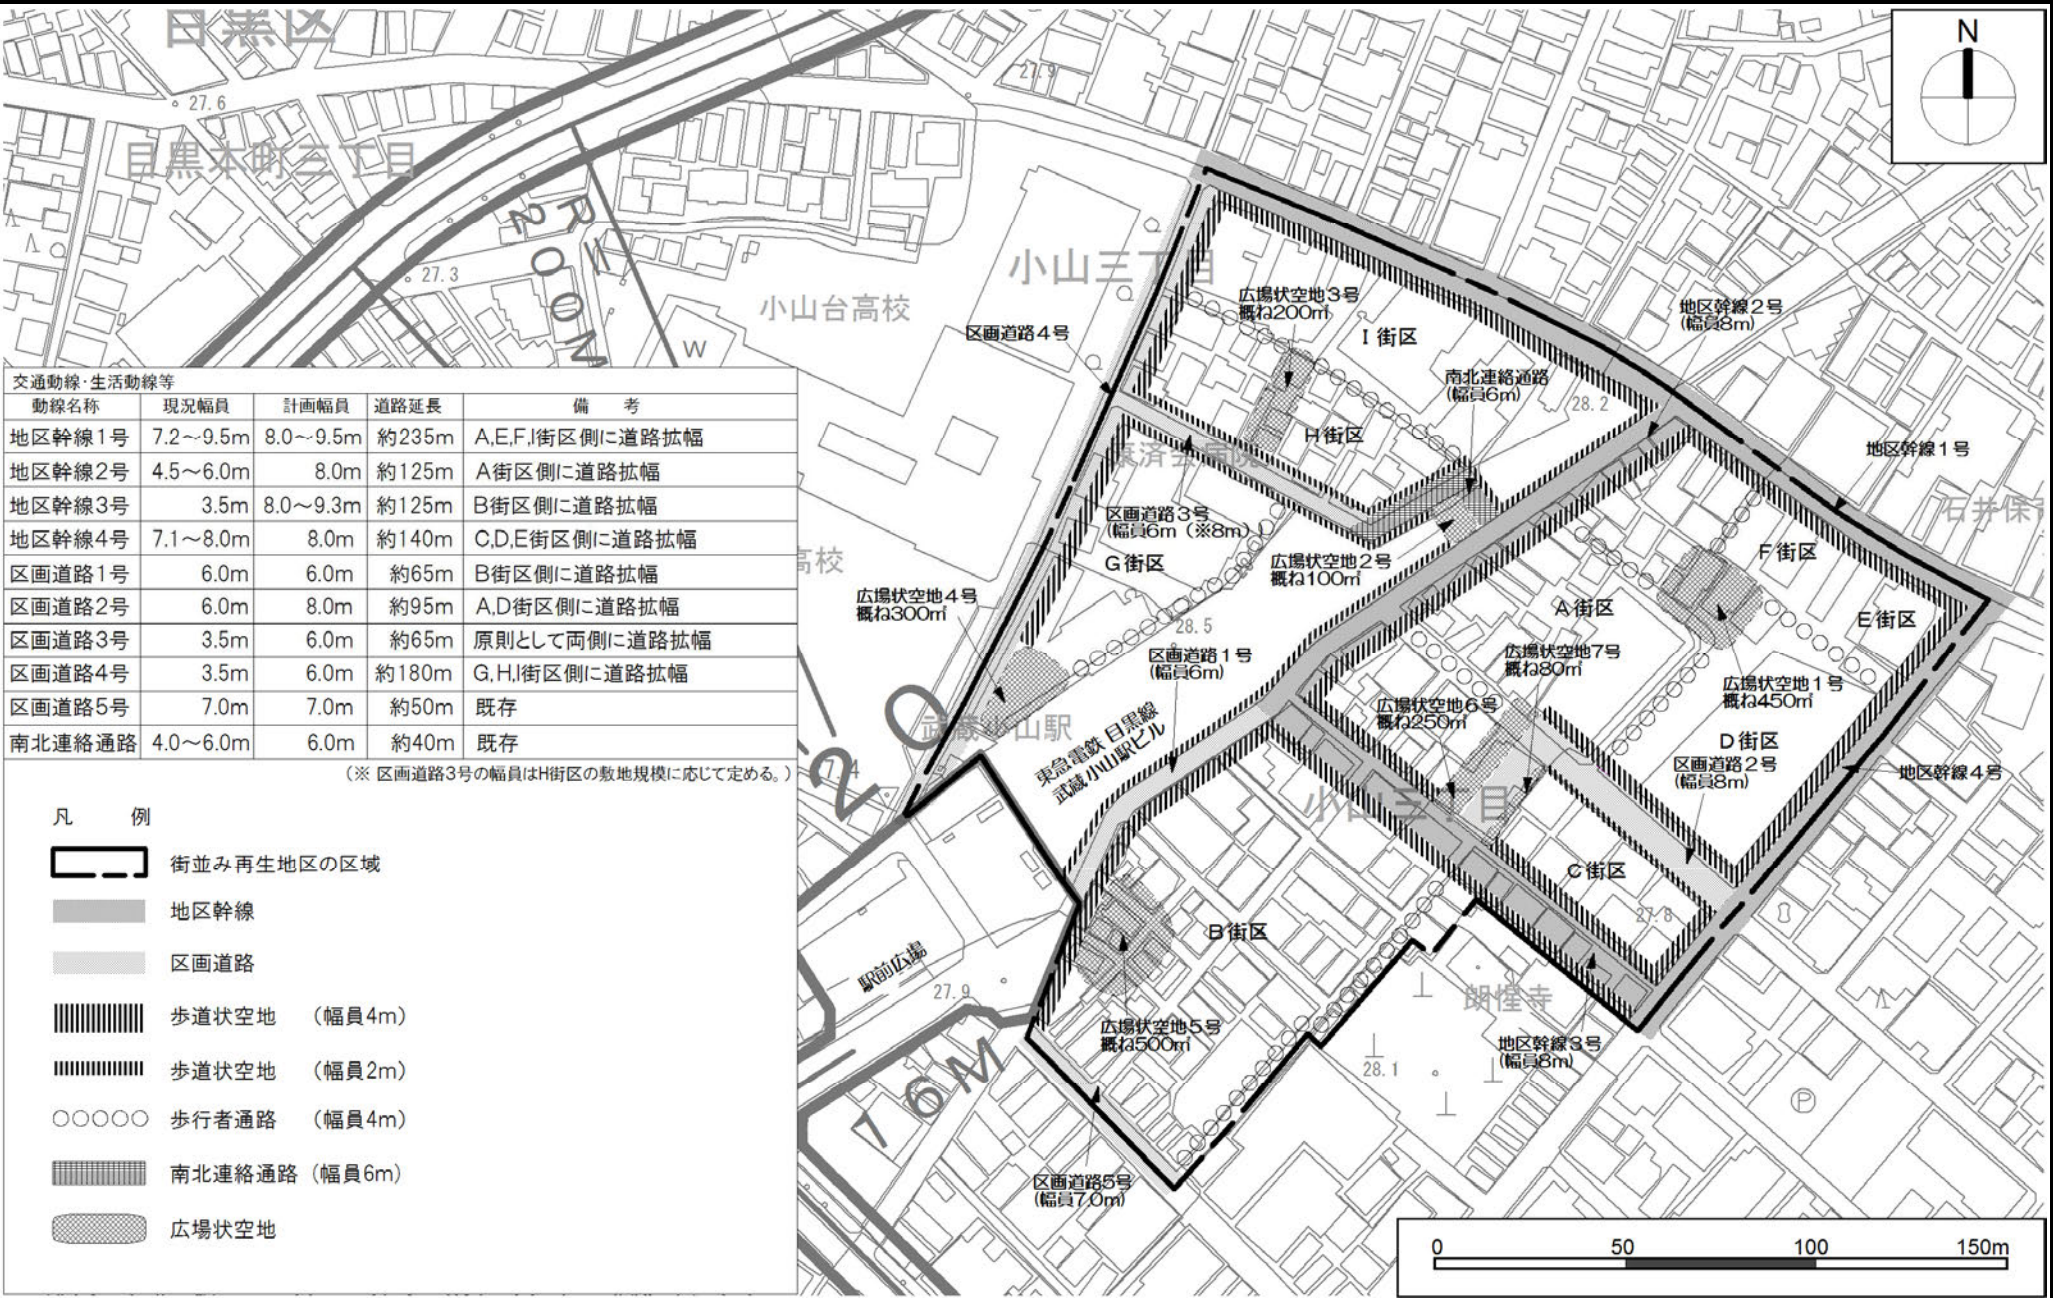 目黒区
27.6
27.9
N
目黒本町三丁目
R=
200M
27.3
小山三丁目
小山台高校
W
区画道路4号
広場状空地3号
概ね200㎡
I 街区
地区幹線2号
(幅員8m)
南北連絡通路
(幅員6m)
28.2
H 街区
地区幹線1号
区画道路3号
(幅員6m（※8m）)
G 街区
広場状空地2号
概ね100㎡
F 街区
A 街区
E 街区
高校
広場状空地4号
概ね300㎡
28.5
区画道路1号
(幅員6m)
広場状空地7号
概ね80㎡
広場状空地6号
概ね250㎡
広場状空地1号
概ね450㎡
D 街区
区画道路2号
(幅員8m)
地区幹線4号
武蔵小山駅
東急電鉄 目黒線
武蔵小山駅ビル
20
小山三丁目
C 街区
27.8
B 街区
駅前広場
27.9
朗惺寺
広場状空地5号
概ね500㎡
地区幹線3号
(幅員8m)
28.1
16M
P
区画道路5号
(幅員7.0m)
0 50 100 150m
交通動線・生活動線等
動線名称 現況幅員 計画幅員 道路延長 備 考
地区幹線1号 7.2～9.5m 8.0～9.5m 約235m A,E,F,I街区側に道路拡幅
地区幹線2号 4.5～6.0m 8.0m 約125m A街区側に道路拡幅
地区幹線3号 3.5m 8.0～9.3m 約125m B街区側に道路拡幅
地区幹線4号 7.1～8.0m 8.0m 約140m C,D,E街区側に道路拡幅
区画道路1号 6.0m 6.0m 約65m B街区側に道路拡幅
区画道路2号 6.0m 8.0m 約95m A,D街区側に道路拡幅
区画道路3号 3.5m 6.0m 約65m 原則として両側に道路拡幅
区画道路4号 3.5m 6.0m 約180m G,H,I街区側に道路拡幅
区画道路5号 7.0m 7.0m 約50m 既存
南北連絡通路 4.0～6.0m 6.0m 約40m 既存
（※ 区画道路3号の幅員はH街区の敷地規模に応じて定める。）
凡 例
街並み再生地区の区域
地区幹線
区画道路
歩道状空地 （幅員4m）
歩道状空地 （幅員2m）
歩行者通路 （幅員4m）
南北連絡通路（幅員6m）
広場状空地